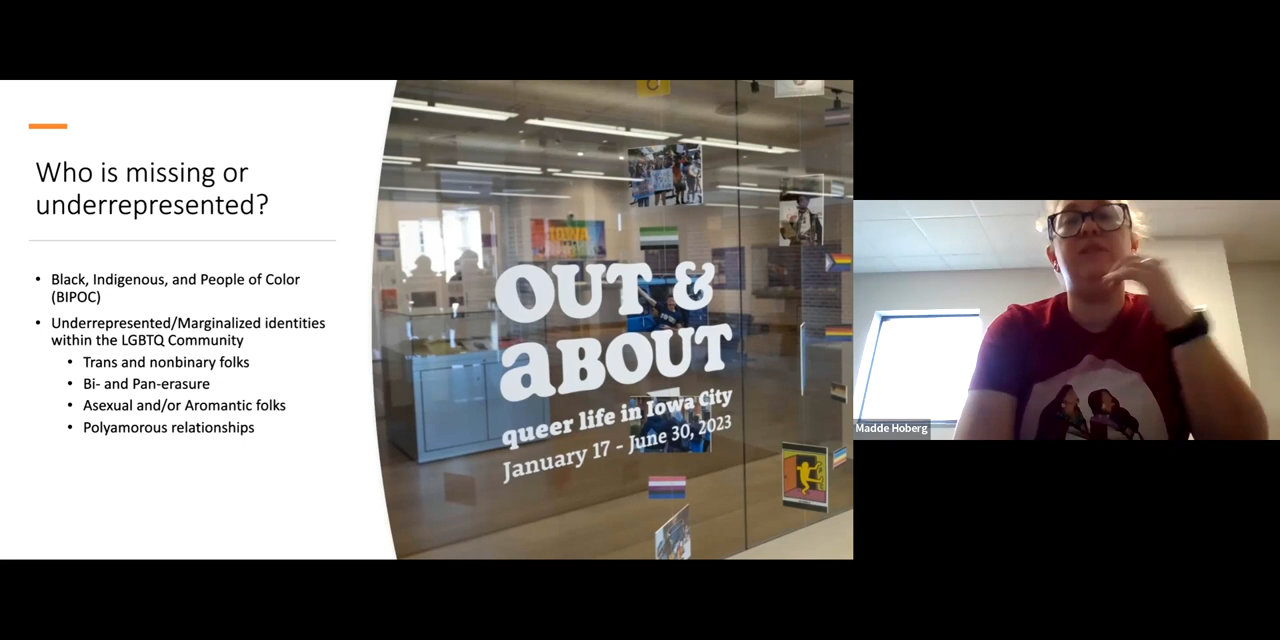 Who is missing or
underrepresented?
• Black, Indigenous, and People of Color
(BIPOC)
• Underrepresented/Marginalized identities
within the LGBTQ Community
• Trans and nonbinary folks
• Bi- and Pan-erasure
• Asexual and/or Aromantic folks
• Polyamorous relationships
IOWA
OUT &
aBOUT
queer life in Iowa City
January 17 - June 30, 2023
Madde Hoberg